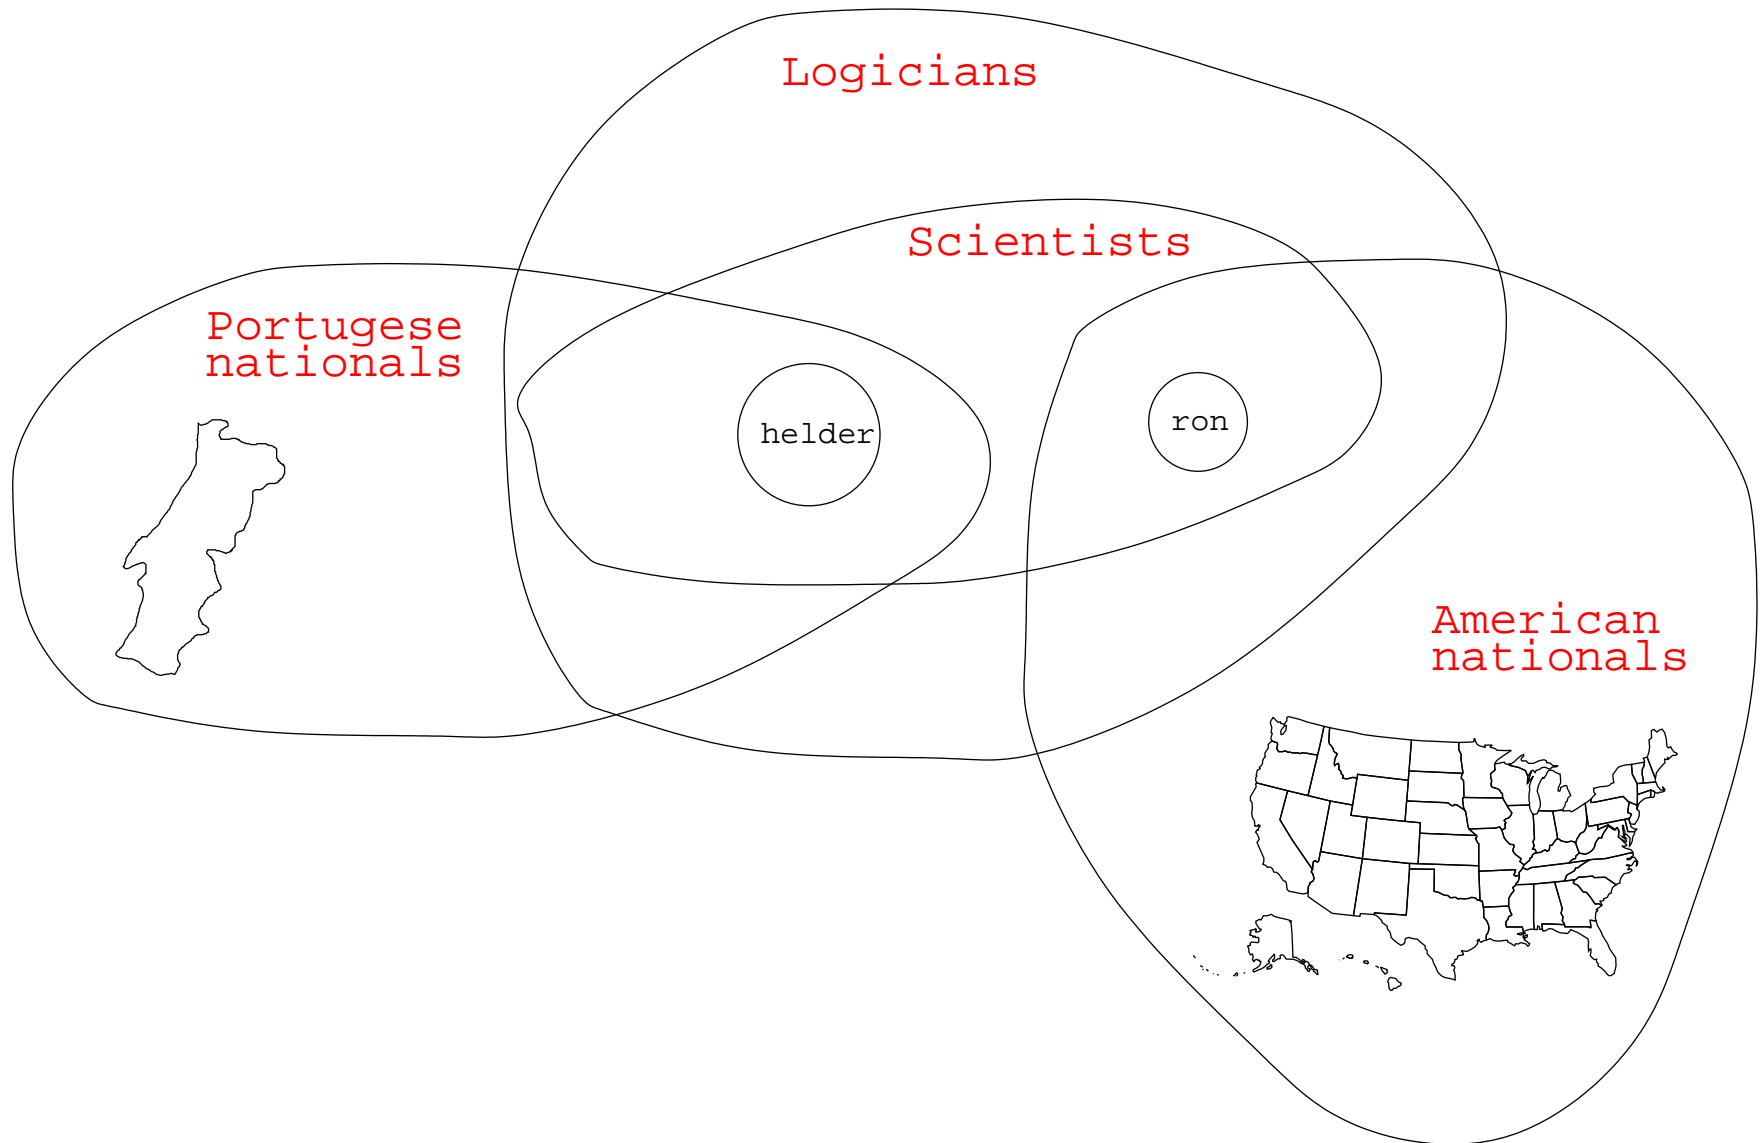 Logicians
Scientists
Portugese
nationals
helder
ron
American
nationals